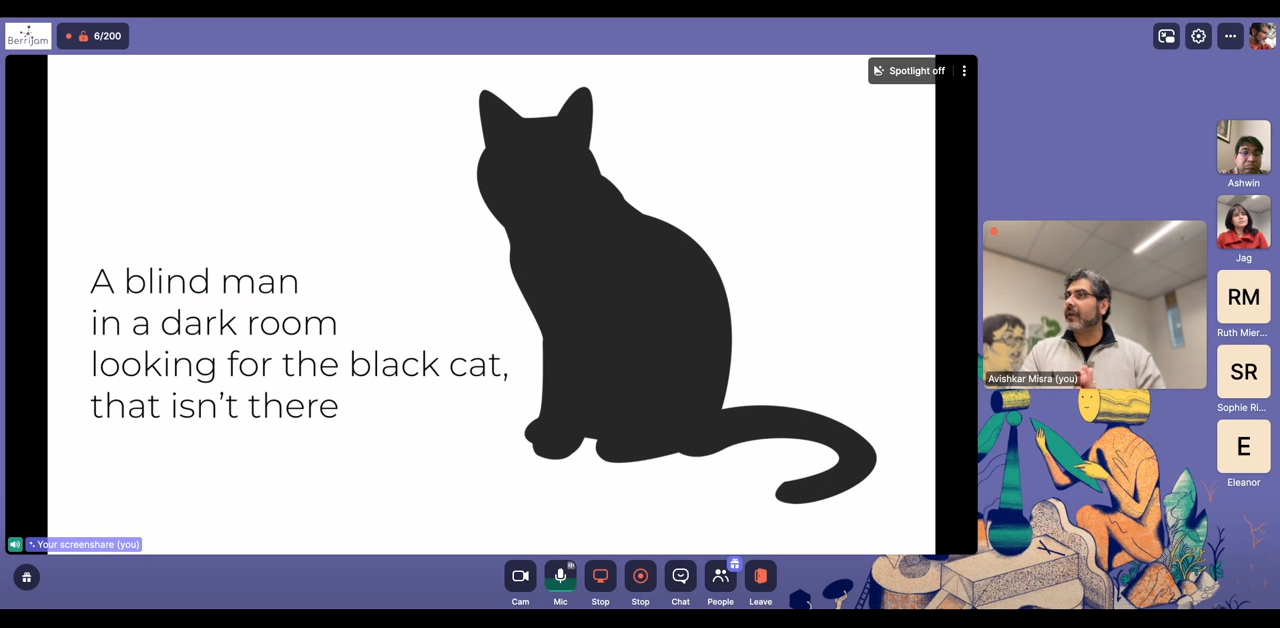 Berrijam
6/200
Spotlight off
A blind man
in a dark room
looking for the black cat,
that isn’t there
Your screenshare (you)
Avishkar Misra (you)
Ashwin
Jag
RM
Ruth Mier...
SR
Sophie Ri...
E
Eleanor
Cam
Mic
Stop
Stop
Chat
People
Leave